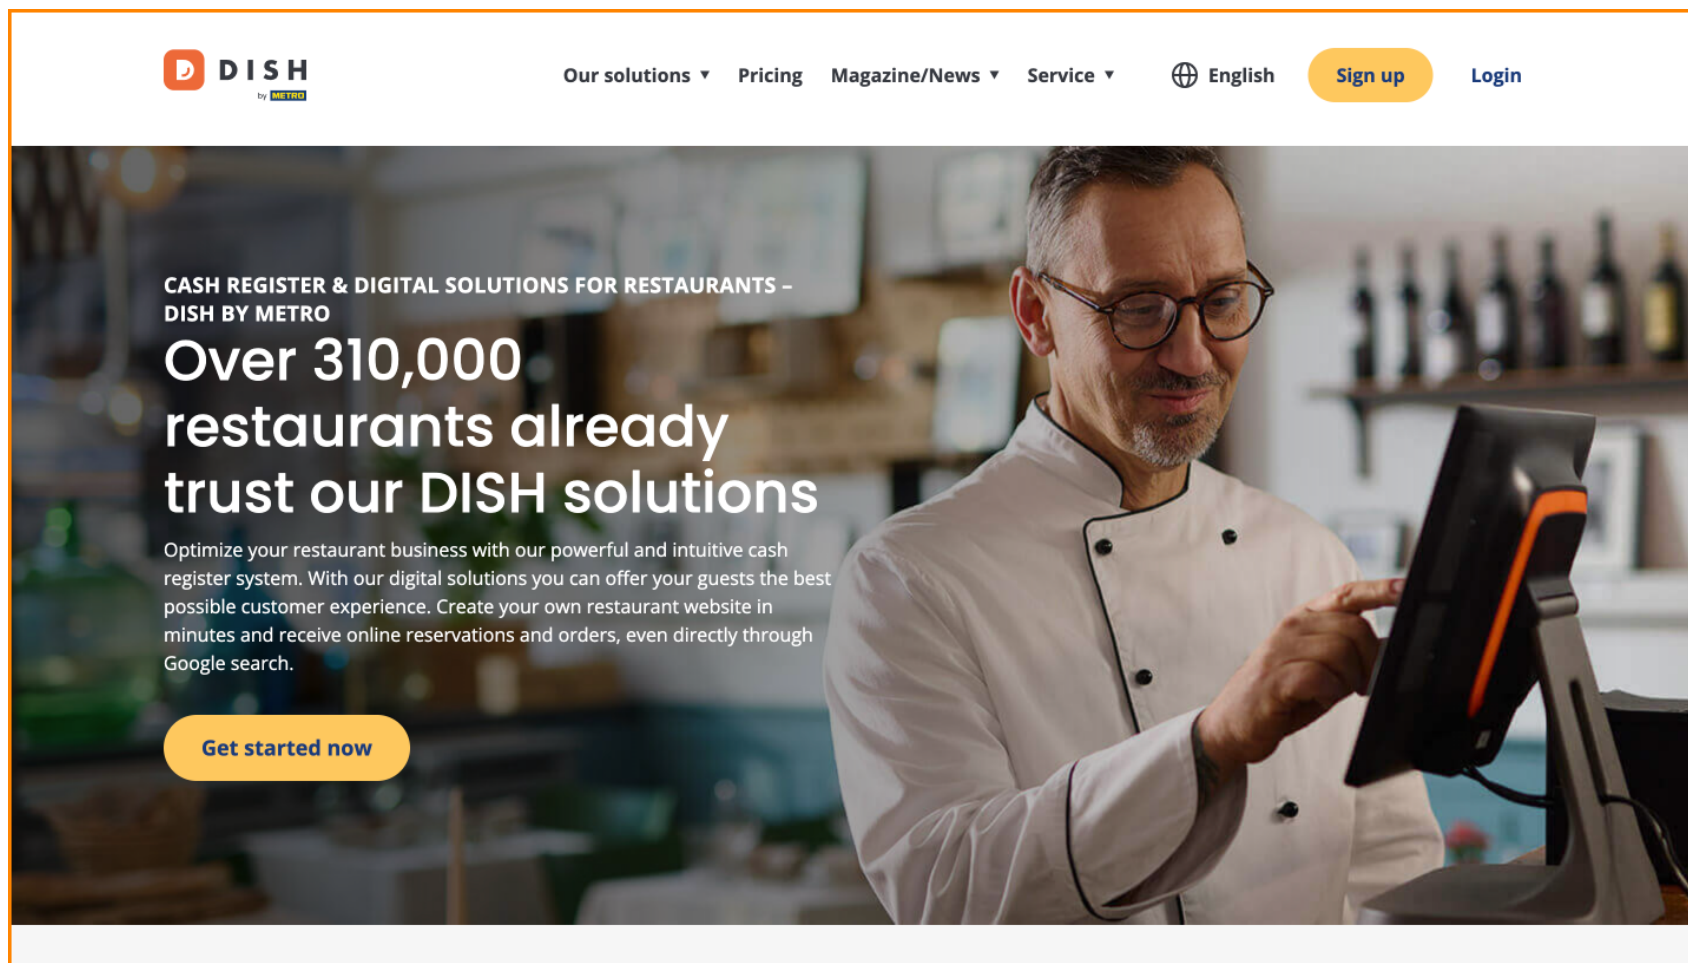 DISH
by METRO
Our solutions ▼ Pricing Magazine/News ▼ Service ▼ English Sign up Login
CASH REGISTER & DIGITAL SOLUTIONS FOR RESTAURANTS –
DISH BY METRO
Over 310,000
restaurants already
trust our DISH solutions
Optimize your restaurant business with our powerful and intuitive cash
register system. With our digital solutions you can offer your guests the best
possible customer experience. Create your own restaurant website in
minutes and receive online reservations and orders, even directly through
Google search.
Get started now